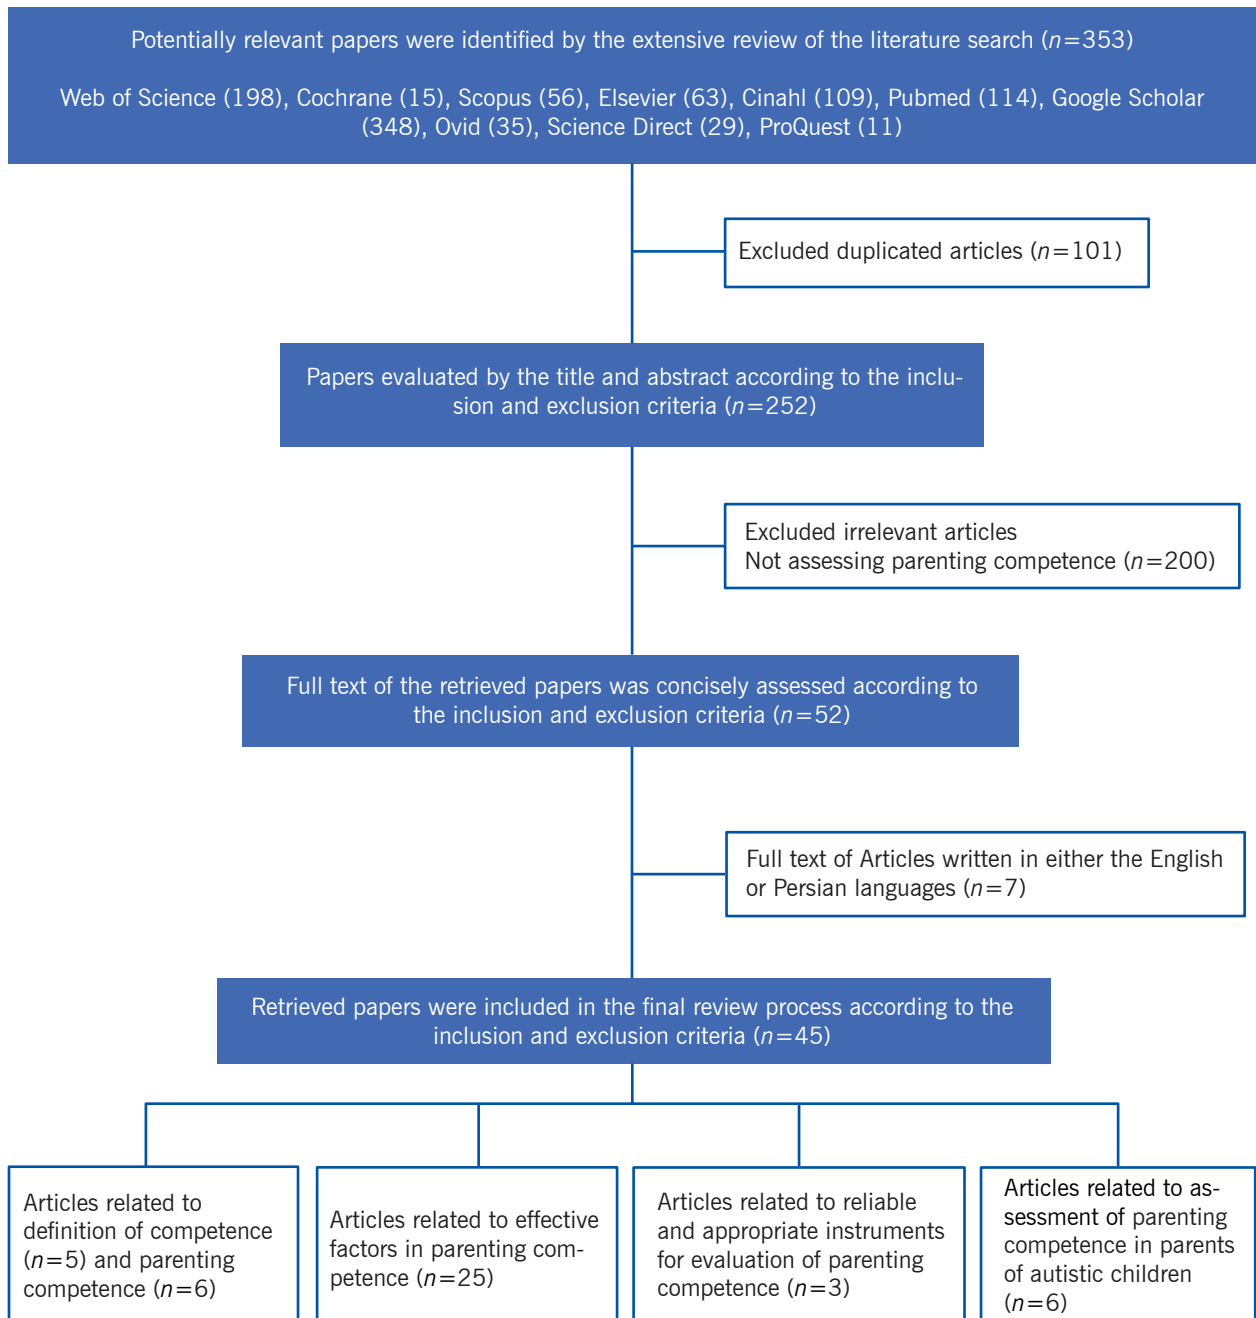 Potentially relevant papers were identified by the extensive review of the literature search (n=353)
Web of Science (198), Cochrane (15), Scopus (56), Elsevier (63), Cinahl (109), Pubmed (114), Google Scholar
(348), Ovid (35), Science Direct (29), ProQuest (11)
Excluded duplicated articles (n=101)
Papers evaluated by the title and abstract according to the inclu-
sion and exclusion criteria (n=252)
Excluded irrelevant articles
Not assessing parenting competence (n=200)
Full text of the retrieved papers was concisely assessed according to
the inclusion and exclusion criteria (n=52)
Full text of Articles written in either the English
or Persian languages (n=7)
Retrieved papers were included in the final review process according to the
inclusion and exclusion criteria (n=45)
Articles related to
definition of competence
(n=5) and parenting
competence (n=6)
Articles related to effective
factors in parenting com-
petence (n=25)
Articles related to reliable
and appropriate instruments
for evaluation of parenting
competence (n=3)
Articles related to as-
sessment of parenting
competence in parents
of autistic children
(n=6)